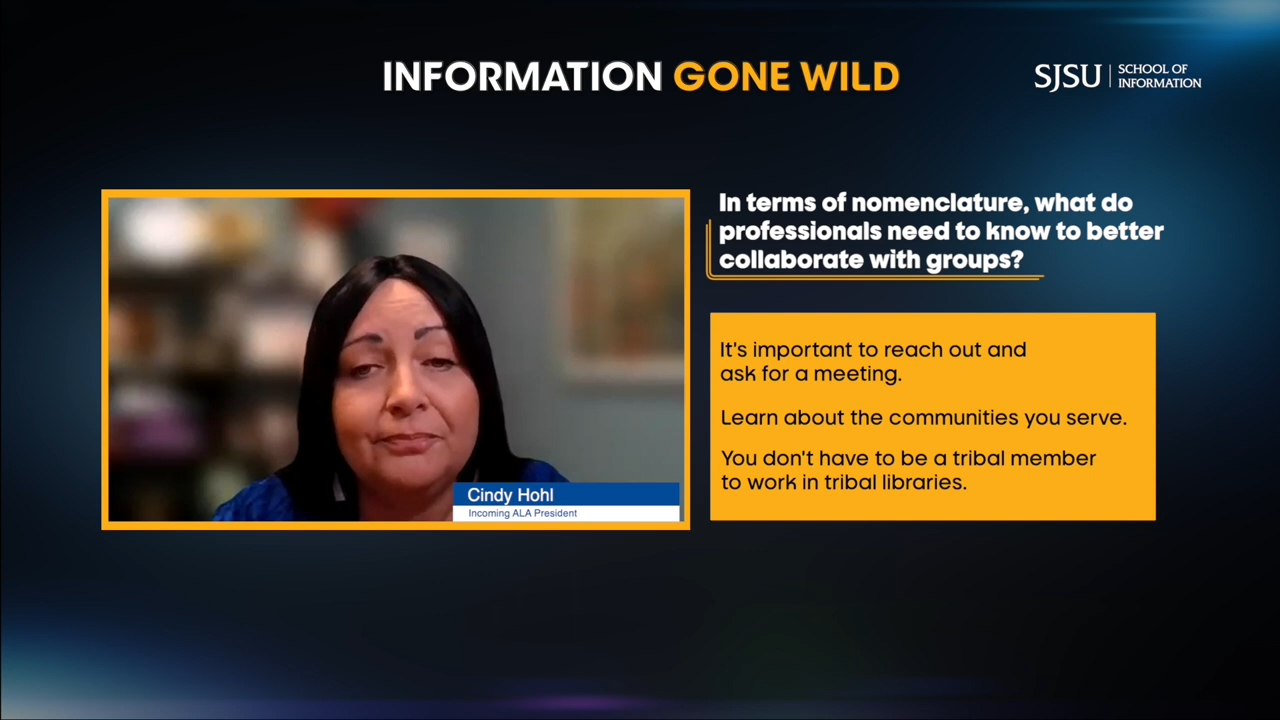 INFORMATION GONE WILD
SJSU
SCHOOL OF
INFORMATION
In terms of nomenclature, what do
professionals need to know to better
collaborate with groups?
It's important to reach out and
ask for a meeting.
Learn about the communities you serve.
You don't have to be a tribal member
to work in tribal libraries.
Cindy Hohl
Incoming ALA President